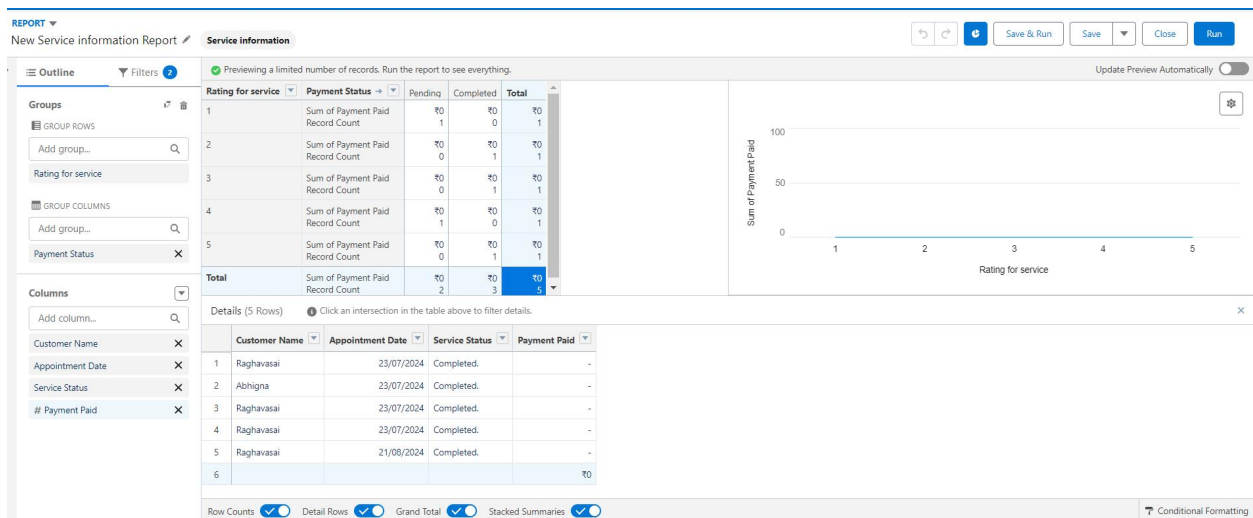 REPORT
New Service information Report Service information
Save & Run Save Close Run
Outline Filters 2
Previewing a limited number of records. Run the report to see everything. Update Preview Automatically
Groups
GROUP ROWS
Add group...
Rating for service
GROUP COLUMNS
Add group...
Payment Status
Columns
Add column...
Customer Name
Appointment Date
Service Status
# Payment Paid
Rating for service Payment Status → Pending Completed Total
1 Sum of Payment Paid ₹0 ₹0 ₹0
Record Count 1 0 1
2 Sum of Payment Paid ₹0 ₹0 ₹0
Record Count 0 1 1
3 Sum of Payment Paid ₹0 ₹0 ₹0
Record Count 0 1 1
4 Sum of Payment Paid ₹0 ₹0 ₹0
Record Count 1 0 1
5 Sum of Payment Paid ₹0 ₹0 ₹0
Record Count 0 1 1
Total Sum of Payment Paid ₹0 ₹0 ₹0
Record Count 2 3 5
Sum of Payment Paid
100
50
0
1 2 3 4 5
Rating for service
Details (5 Rows) Click an intersection in the table above to filter details.
Customer Name Appointment Date Service Status Payment Paid
1 Raghavasai 23/07/2024 Completed. -
2 Abhigna 23/07/2024 Completed. -
3 Raghavasai 23/07/2024 Completed. -
4 Raghavasai 23/07/2024 Completed. -
5 Raghavasai 21/08/2024 Completed. -
6 ₹0
Row Counts Detail Rows Grand Total Stacked Summaries Conditional Formatting